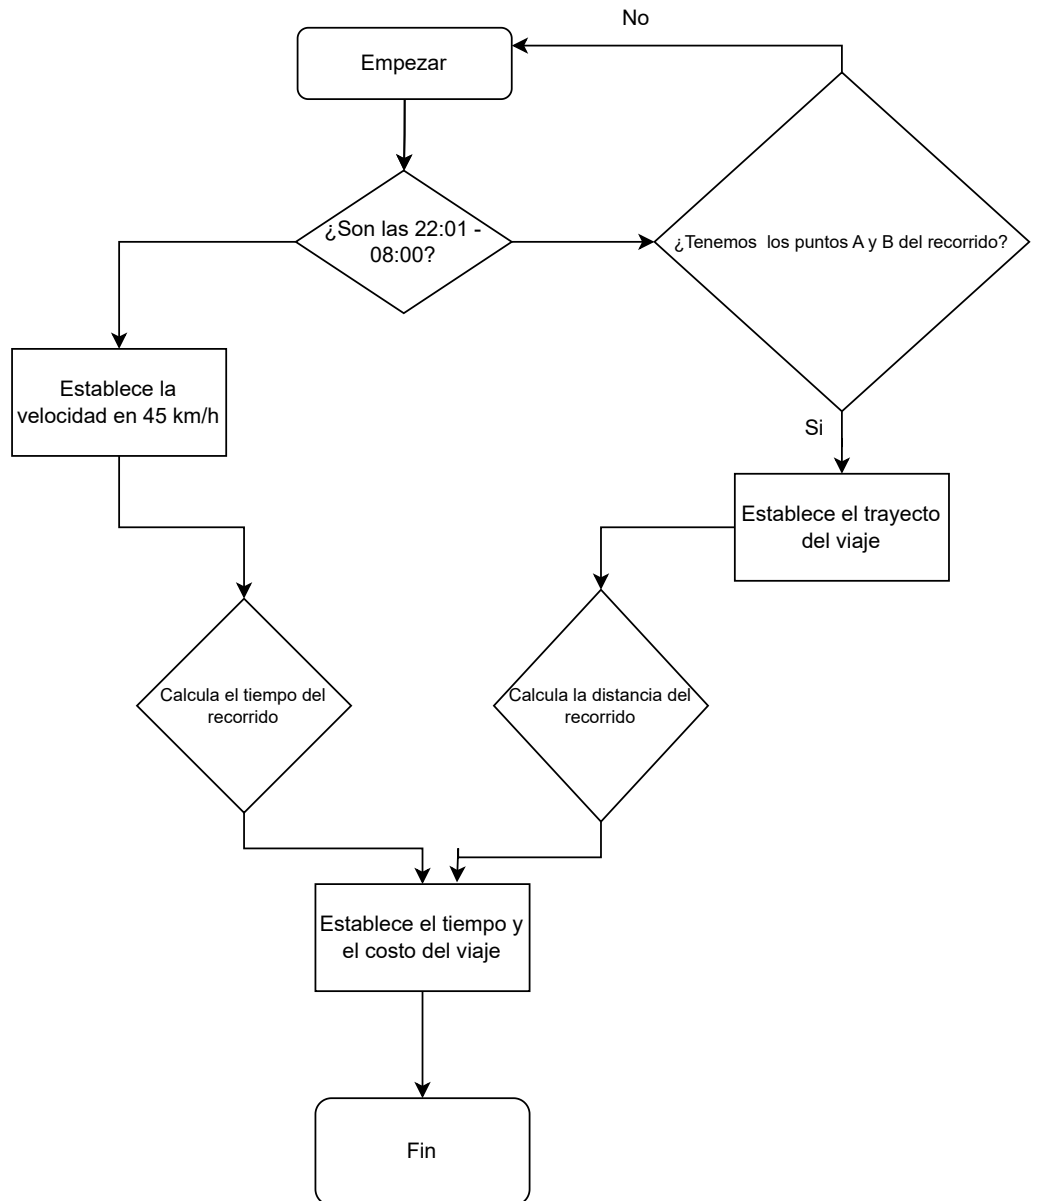 No
Empezar
¿Son las 22:01 -
08:00?
¿Tenemos  los puntos A y B del recorrido?
Establece la
velocidad en 45 km/h
Si
Establece el trayecto
del viaje
Calcula el tiempo del
recorrido
Calcula la distancia del
recorrido
Establece el tiempo y
el costo del viaje
Fin